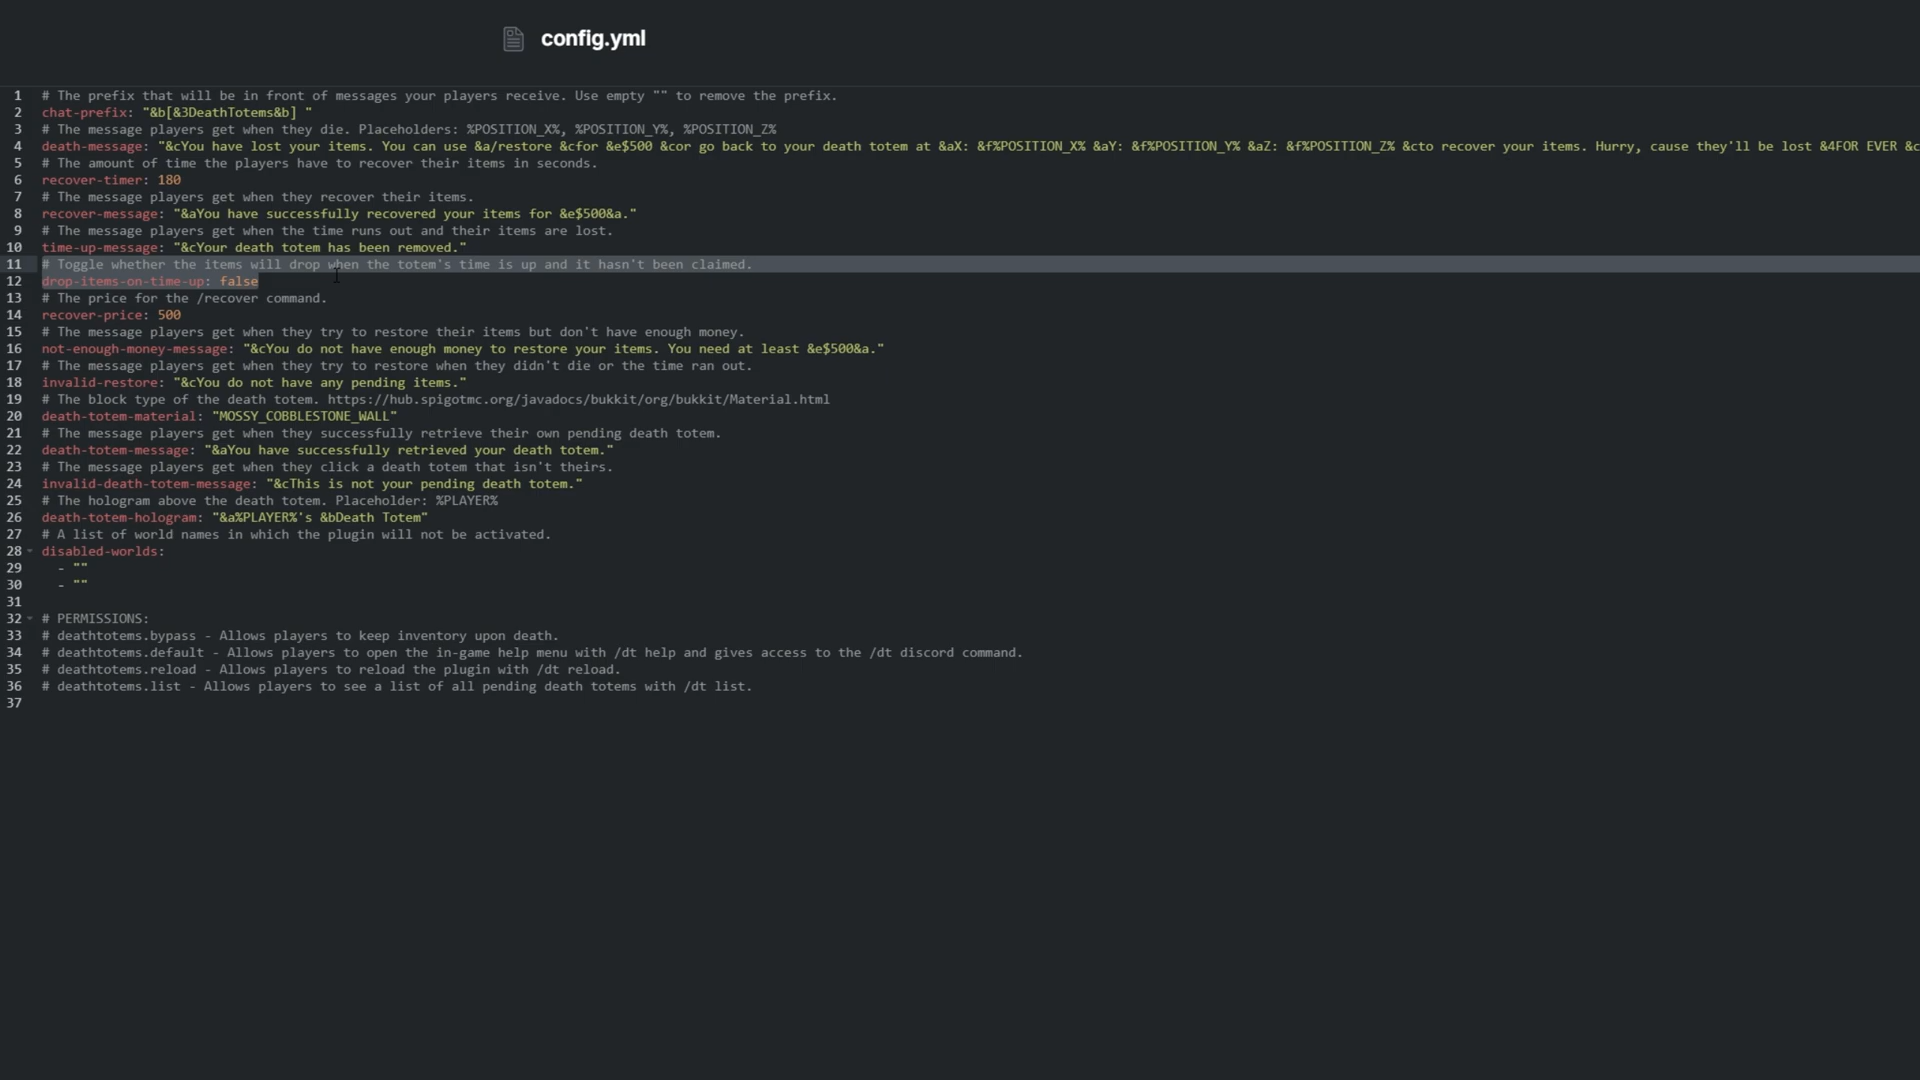 config.yml
1 # The prefix that will be in front of messages your players receive. Use empty "" to remove the prefix.
2 chat-prefix: "&b[&3DeathTotems&b] "
3 # The message players get when they die. Placeholders: %POSITION_X%, %POSITION_Y%, %POSITION_Z%
4 death-message: "&cYou have lost your items. You can use &a/restore &cfor &e$500 &cor go back to your death totem at &aX: &f%POSITION_X% &aY: &f%POSITION_Y% &aZ: &f%POSITION_Z% &cto recover your items. Hurry, cause they'll be lost &4FOR EVER &c
5 # The amount of time the players have to recover their items in seconds.
6 recover-timer: 180
7 # The message players get when they recover their items.
8 recover-message: "&aYou have successfully recovered your items for &e$500&a."
9 # The message players get when the time runs out and their items are lost.
10 time-up-message: "&cYour death totem has been removed."
11 # Toggle whether the items will drop when the totem's time is up and it hasn't been claimed.
12 drop-items-on-time-up: false
13 # The price for the /recover command.
14 recover-price: 500
15 # The message players get when they try to restore their items but don't have enough money.
16 not-enough-money-message: "&cYou do not have enough money to restore your items. You need at least &e$500&a."
17 # The message players get when they try to restore when they didn't die or the time ran out.
18 invalid-restore: "&cYou do not have any pending items."
19 # The block type of the death totem. https://hub.spigotmc.org/javadocs/bukkit/org/bukkit/Material.html
20 death-totem-material: "MOSSY_COBBLESTONE_WALL"
21 # The message players get when they successfully retrieve their own pending death totem.
22 death-totem-message: "&aYou have successfully retrieved your death totem."
23 # The message players get when they click a death totem that isn't theirs.
24 invalid-death-totem-message: "&cThis is not your pending death totem."
25 # The hologram above the death totem. Placeholder: %PLAYER%
26 death-totem-hologram: "&a%PLAYER%'s &bDeath Totem"
27 # A list of world names in which the plugin will not be activated.
28 disabled-worlds:
29   - ""
30   - ""
31
32 # PERMISSIONS:
33 # deathtotems.bypass - Allows players to keep inventory upon death.
34 # deathtotems.default - Allows players to open the in-game help menu with /dt help and gives access to the /dt discord command.
35 # deathtotems.reload - Allows players to reload the plugin with /dt reload.
36 # deathtotems.list - Allows players to see a list of all pending death totems with /dt list.
37